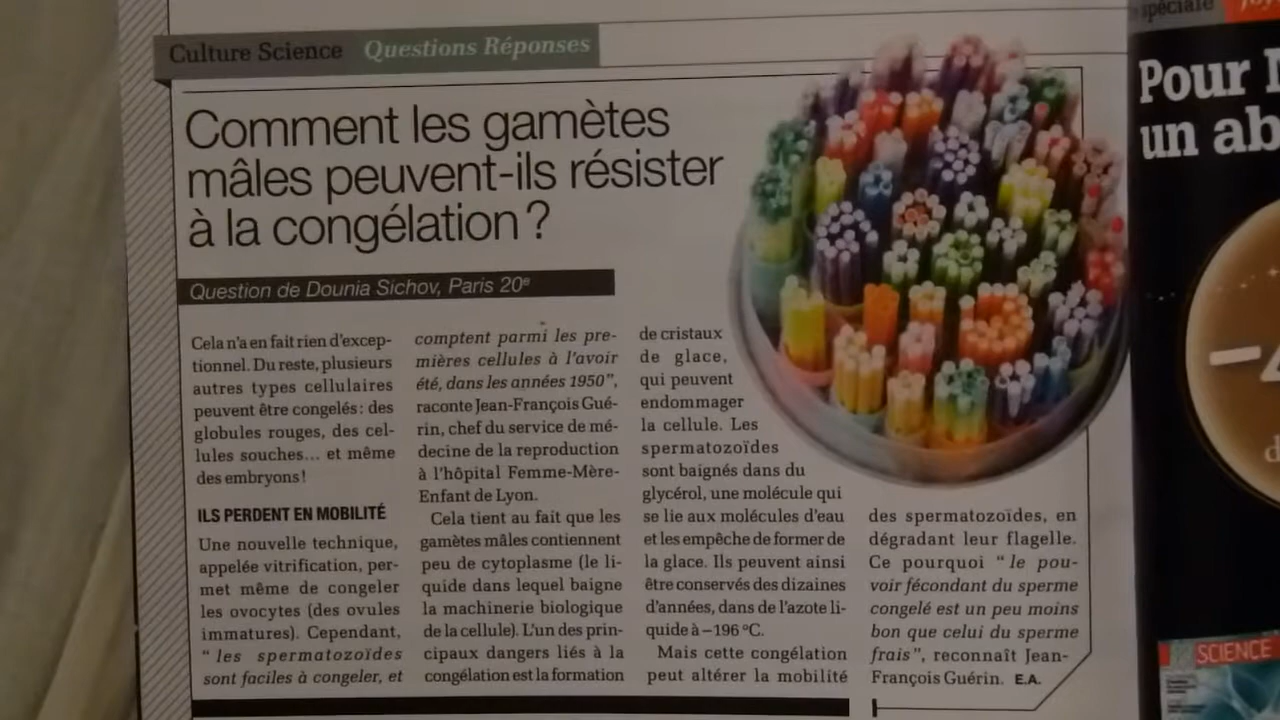 Culture Science Questions Réponses
Comment les gamètes
mâles peuvent-ils résister
à la congélation ?
Question de Dounia Sichov, Paris 20e
Cela n'a en fait rien d'excep-
tionnel. Du reste, plusieurs
autres types cellulaires
peuvent être congelés : des
globules rouges, des cel-
lules souches... et même
des embryons !
ILS PERDENT EN MOBILITÉ
Une nouvelle technique,
appelée vitrification, per-
met même de congeler
les ovocytes (des ovules
immatures). Cependant,
“ les spermatozoïdes
sont faciles à congeler, et
comptent parmi les pre-
mières cellules à l'avoir
été, dans les années 1950”,
raconte Jean-François Gué-
rin, chef du service de mé-
decine de la reproduction
à l'hôpital Femme-Mère-
Enfant de Lyon.
Cela tient au fait que les
gamètes mâles contiennent
peu de cytoplasme (le li-
quide dans lequel baigne
la machinerie biologique
de la cellule). L'un des prin-
cipaux dangers liés à la
congélation est la formation
de cristaux
de glace,
qui peuvent
endommager
la cellule. Les
spermatozoïdes
sont baignés dans du
glycérol, une molécule qui
se lie aux molécules d'eau
et les empêche de former de
la glace. Ils peuvent ainsi
être conservés des dizaines
d'années, dans de l'azote li-
quide à –196 °C.
Mais cette congélation
peut altérer la mobilité
des spermatozoïdes, en
dégradant leur flagelle.
Ce pourquoi “ le pou-
voir fécondant du sperme
congelé est un peu moins
bon que celui du sperme
frais”, reconnaît Jean-
François Guérin. E.A.
spéciale
Pour
un ab
SCIENCE